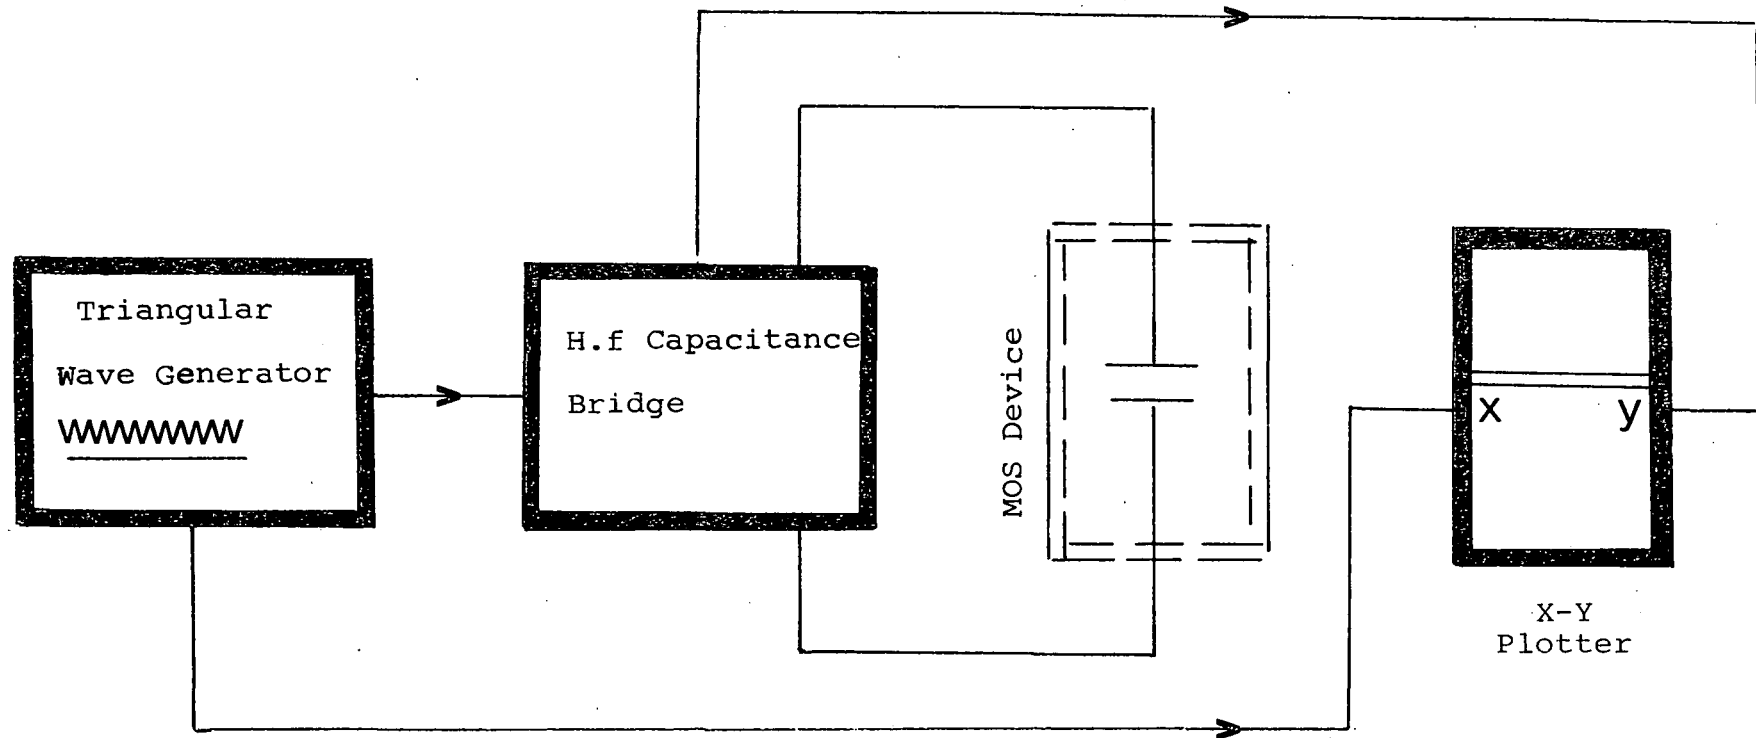 Triangular
Wave Generator
H.f Capacitance
Bridge
MOS Device
x y
X-Y
Plotter